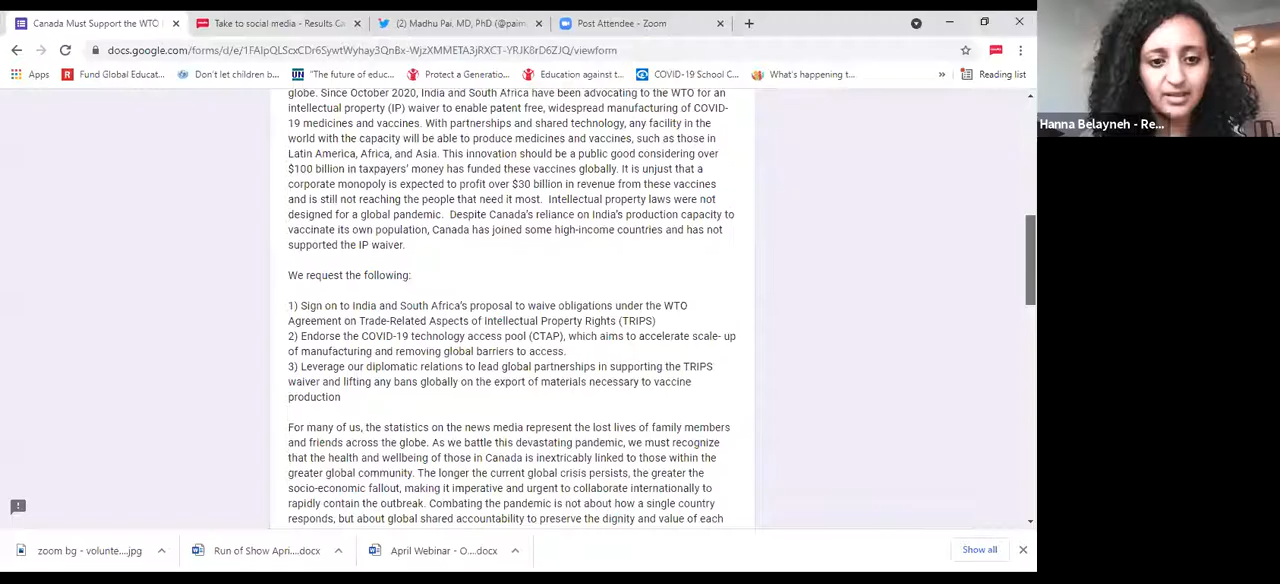 Canada Must Support the WTO
Take to social media - Results Ca
(2) Madhu Pai, MD, PhD (@paim
Post Attendee - Zoom
docs.google.com/forms/d/e/1FAIpQLScxCDr6SywtWyhay3QnBx-WjzXMMETA3jRXCT-YRJK8rD6ZJQ/viewform
Apps
Fund Global Educat...
Don't let children b...
"The future of educ...
Protect a Generatio...
Education against t...
COVID-19 School C...
What's happening t...
»
Reading list
globe. Since October 2020, India and South Africa have been advocating to the WTO for an
intellectual property (IP) waiver to enable patent free, widespread manufacturing of COVID-
19 medicines and vaccines. With partnerships and shared technology, any facility in the
world with the capacity will be able to produce medicines and vaccines, such as those in
Latin America, Africa, and Asia. This innovation should be a public good considering over
$100 billion in taxpayers' money has funded these vaccines globally. It is unjust that a
corporate monopoly is expected to profit over $30 billion in revenue from these vaccines
and is still not reaching the people that need it most. Intellectual property laws were not
designed for a global pandemic. Despite Canada's reliance on India's production capacity to
vaccinate its own population, Canada has joined some high-income countries and has not
supported the IP waiver.
We request the following:
1) Sign on to India and South Africa's proposal to waive obligations under the WTO
Agreement on Trade-Related Aspects of Intellectual Property Rights (TRIPS)
2) Endorse the COVID-19 technology access pool (CTAP), which aims to accelerate scale- up
of manufacturing and removing global barriers to access.
3) Leverage our diplomatic relations to lead global partnerships in supporting the TRIPS
waiver and lifting any bans globally on the export of materials necessary to vaccine
production
For many of us, the statistics on the news media represent the lost lives of family members
and friends across the globe. As we battle this devastating pandemic, we must recognize
that the health and wellbeing of those in Canada is inextricably linked to those within the
greater global community. The longer the current global crisis persists, the greater the
socio-economic fallout, making it imperative and urgent to collaborate internationally to
rapidly contain the outbreak. Combating the pandemic is not about how a single country
responds, but about global shared accountability to preserve the dignity and value of each
zoom bg - volunte....jpg
Run of Show Apri....docx
April Webinar - O....docx
Show all
Hanna Belayneh - Re...